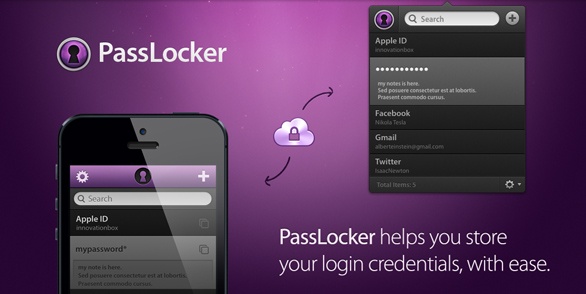 PassLocker
Search
Apple ID
innovationbox
•••••••••••
my notes is here.
Sed posuere consectetur est at lobortis.
Praesent commodo cursus.
Facebook
Nikola Tesla
Gmail
alberteinstein@gmail.com
Twitter
IsaacNewton
Total Items: 5
Search
Apple ID
innovationbox
mypassword*
my note is here.
Sed posuere consectetur est at lobortis.
Praesent commodo cursus.
PassLocker helps you store
your login credentials, with ease.